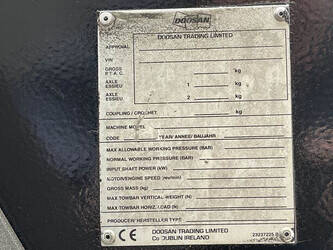 DOOSAN
DOOSAN TRADING LIMITED
APPROVAL
VIN
GROSS P.T.A.C. kg
AXLE ESSIEU 1 kg
AXLE ESSIEU 2 kg
COUPLING / CROCHET kg
MACHINE MODEL
CODE YEAR/ ANNEE/ BAUJAHR
MAX ALLOWABLE WORKING PRESSURE (BAR)
NORMAL WORKING PRESSURE (BAR)
INPUT SHAFT POWER (kW)
MOTOR/ENGINE SPEED (rev/min)
GROSS MASS (kg)
MAX TOWBAR VERTICAL WEIGHT (N)
MAX TOWBAR HORIZ. LOAD (N)
PRODUCER/ HERSTELLER TYPE
CE DOOSAN TRADING LIMITED 23237225 B
Co DUBLIN IRELAND